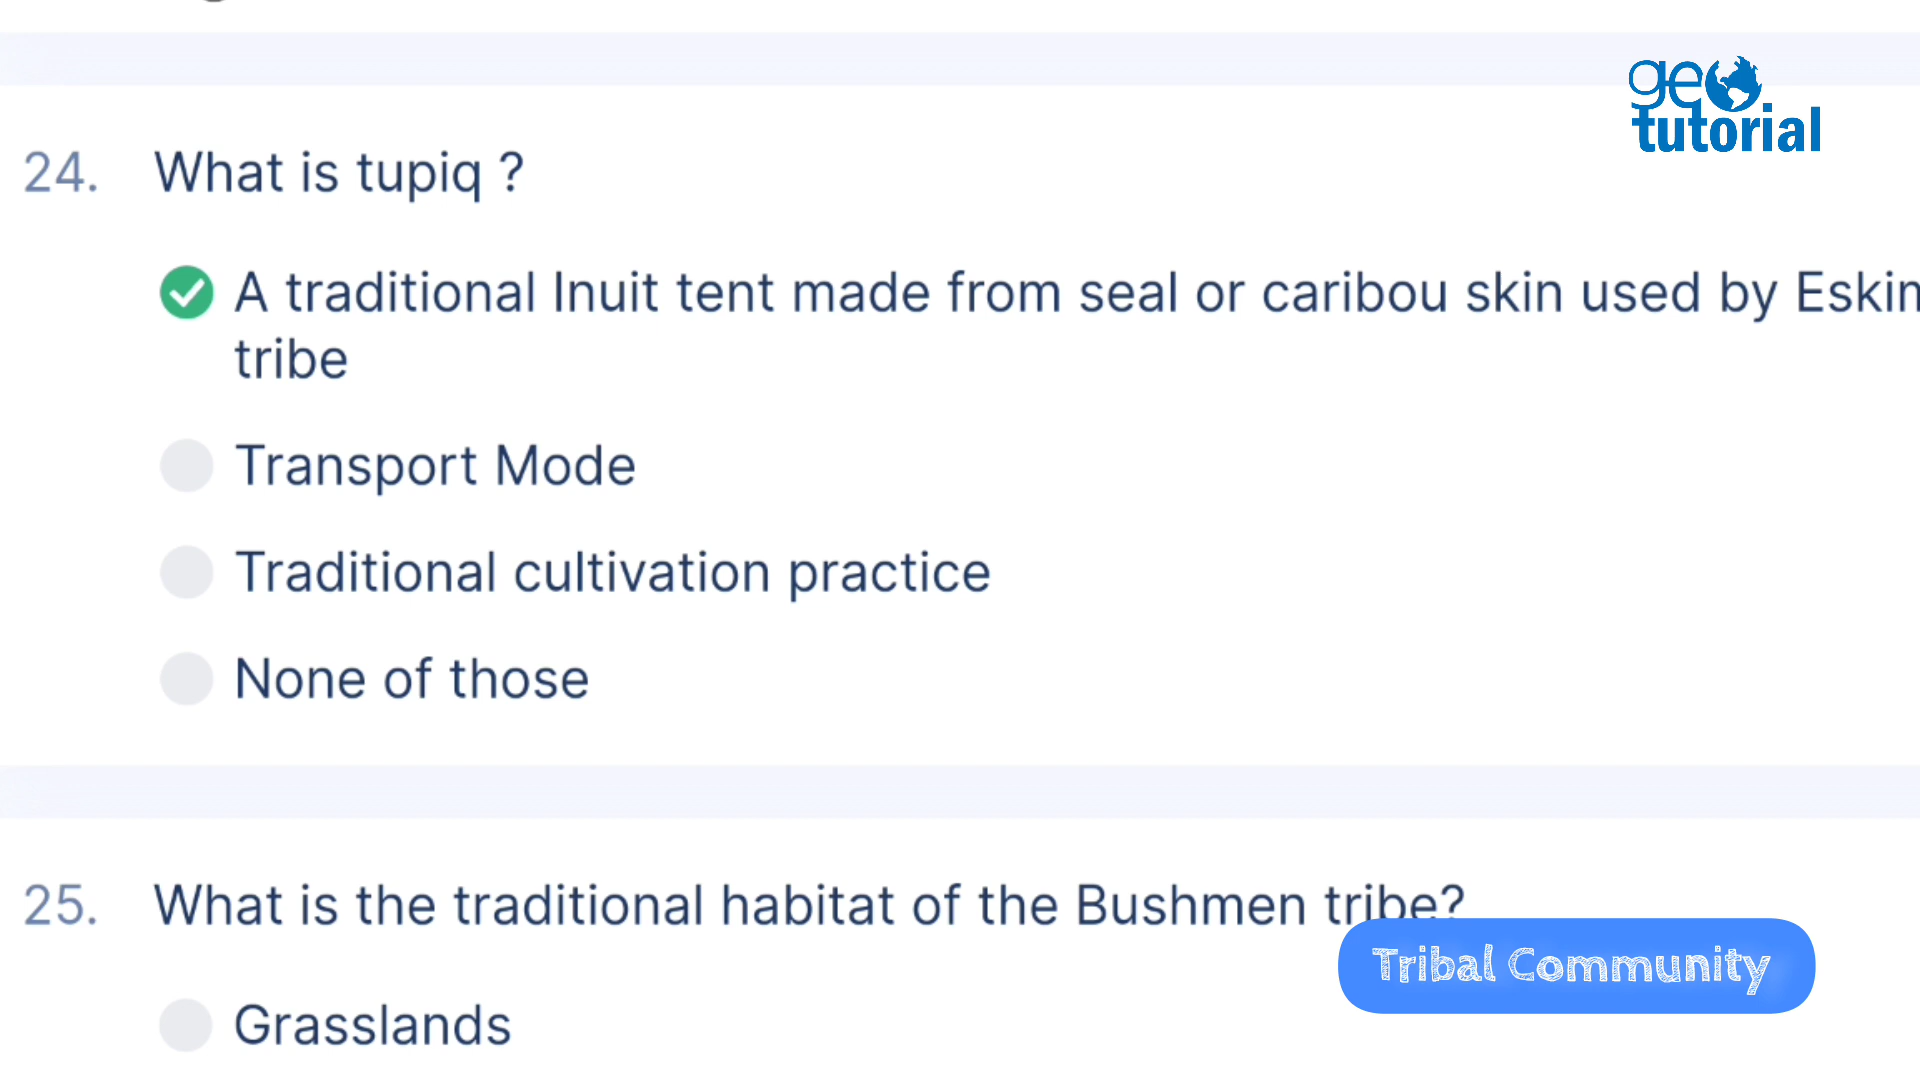 geo
tutorial
24. What is tupiq ?
A traditional Inuit tent made from seal or caribou skin used by Eskim
tribe
Transport Mode
Traditional cultivation practice
None of those
25. What is the traditional habitat of the Bushmen tribe?
Tribal Community
Grasslands